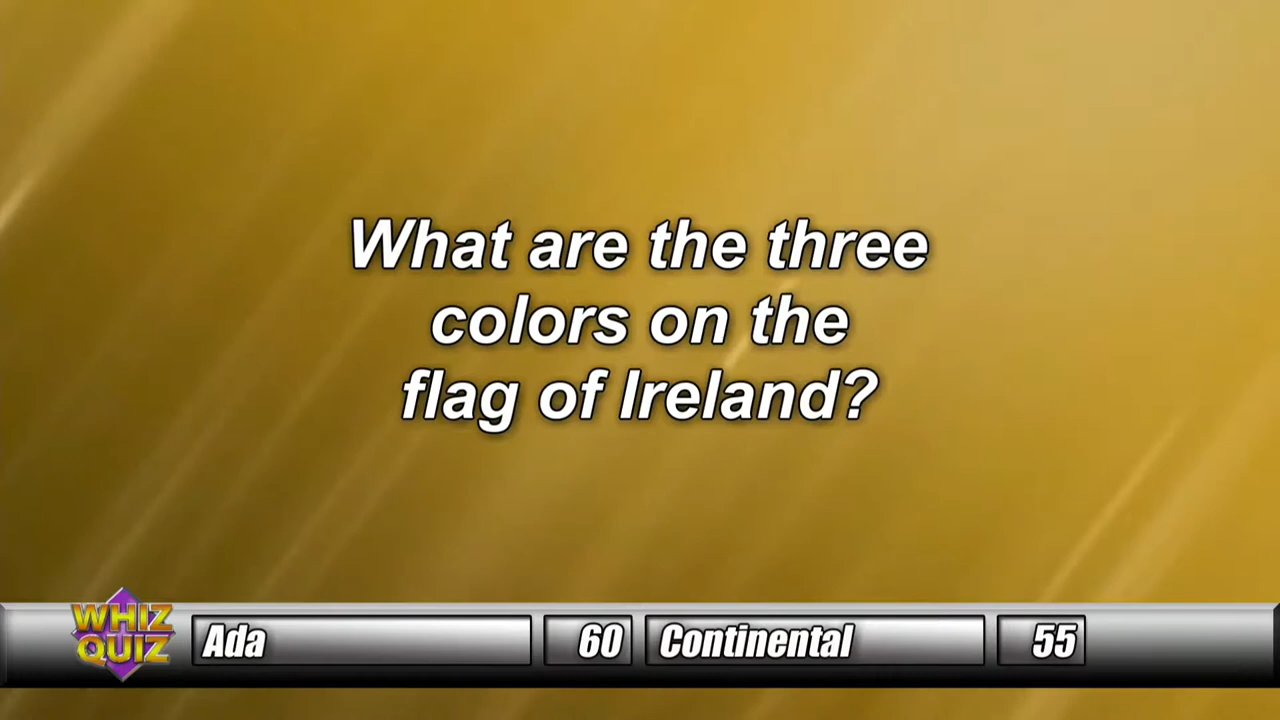 What are the three
colors on the
flag of Ireland?
WHIZ
QUIZ
Ada 60 Continental 55